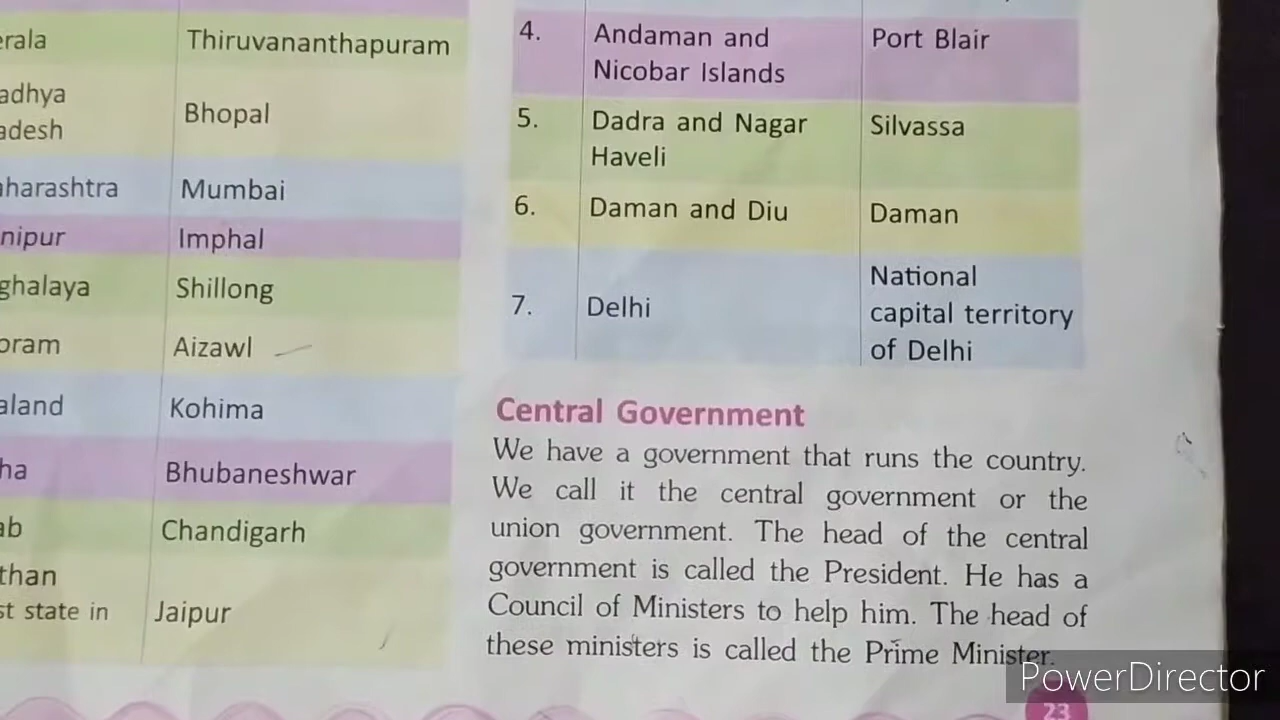 erala Thiruvananthapuram
adhya
adesh Bhopal
aharashtra Mumbai
nipur Imphal
ghalaya Shillong
oram Aizawl
aland Kohima
ha Bhubaneshwar
ab Chandigarh
than
st state in Jaipur
4. Andaman and Port Blair
Nicobar Islands
5. Dadra and Nagar Silvassa
Haveli
6. Daman and Diu Daman
7. Delhi National
capital territory
of Delhi
Central Government
We have a government that runs the country.
We call it the central government or the
union government. The head of the central
government is called the President. He has a
Council of Ministers to help him. The head of
these ministers is called the Prime Minister.
PowerDirector
23